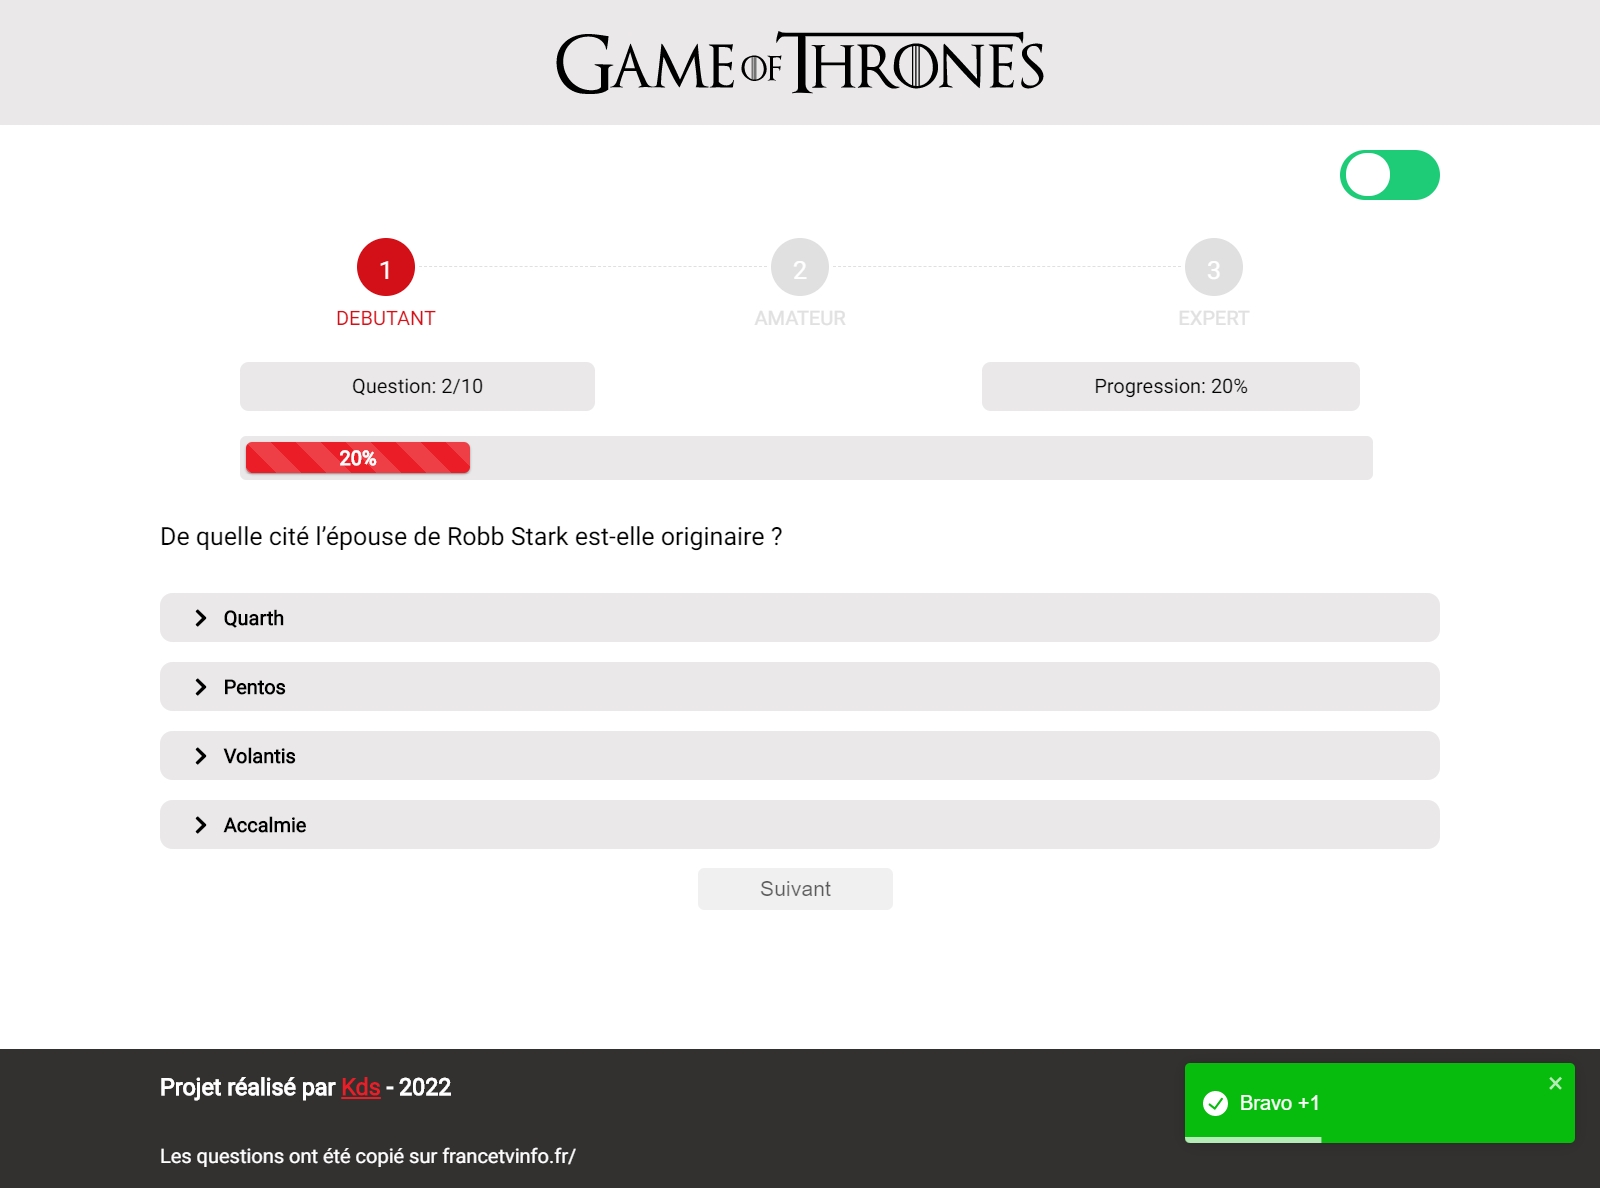 GAME OF THRONES
1
2
3
DEBUTANT
AMATEUR
EXPERT
Question: 2/10
Progression: 20%
20%
De quelle cité l’épouse de Robb Stark est-elle originaire ?
Quarth
Pentos
Volantis
Accalmie
Suivant
Projet réalisé par Kds - 2022
Bravo +1
Les questions ont été copié sur francetvinfo.fr/